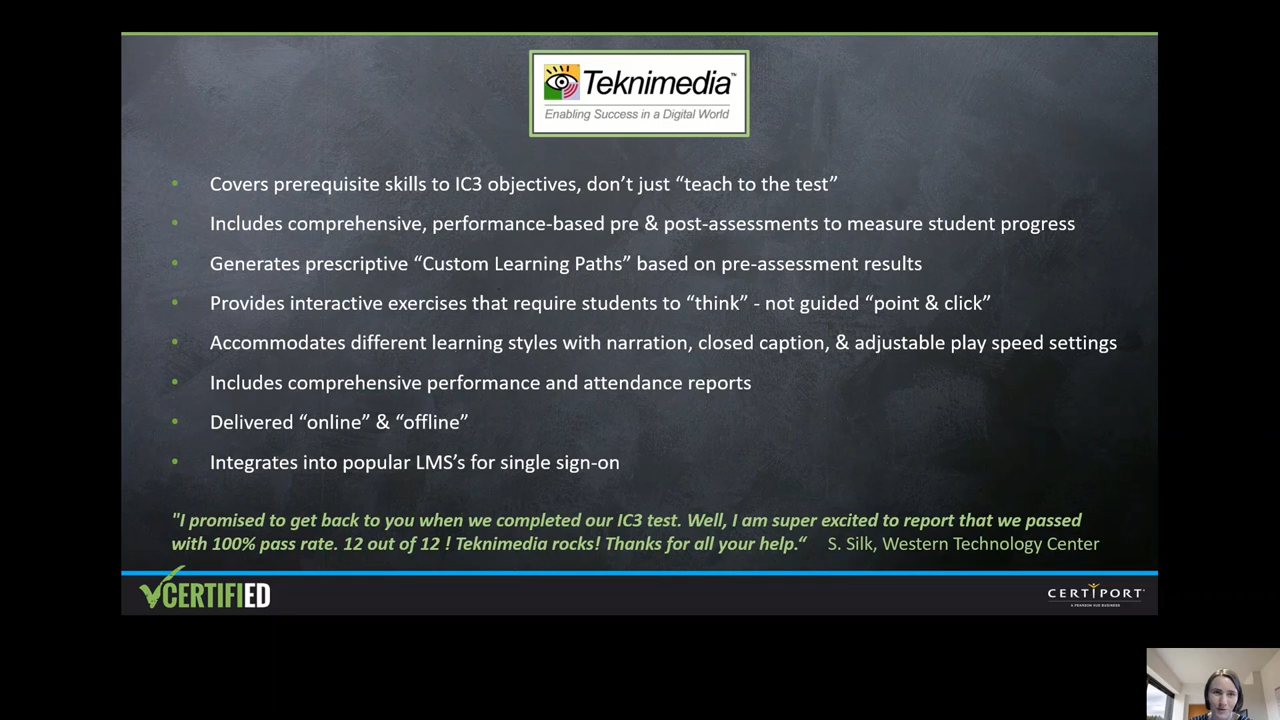 Teknimedia™
Enabling Success in a Digital World
• Covers prerequisite skills to IC3 objectives, don’t just “teach to the test”
• Includes comprehensive, performance-based pre & post-assessments to measure student progress
• Generates prescriptive “Custom Learning Paths” based on pre-assessment results
• Provides interactive exercises that require students to “think” - not guided “point & click”
• Accommodates different learning styles with narration, closed caption, & adjustable play speed settings
• Includes comprehensive performance and attendance reports
• Delivered “online” & “offline”
• Integrates into popular LMS’s for single sign-on
"I promised to get back to you when we completed our IC3 test. Well, I am super excited to report that we passed
with 100% pass rate. 12 out of 12 ! Teknimedia rocks! Thanks for all your help.“ S. Silk, Western Technology Center
CERTIFIED
CERTIPORT
A PEARSON VUE BUSINESS